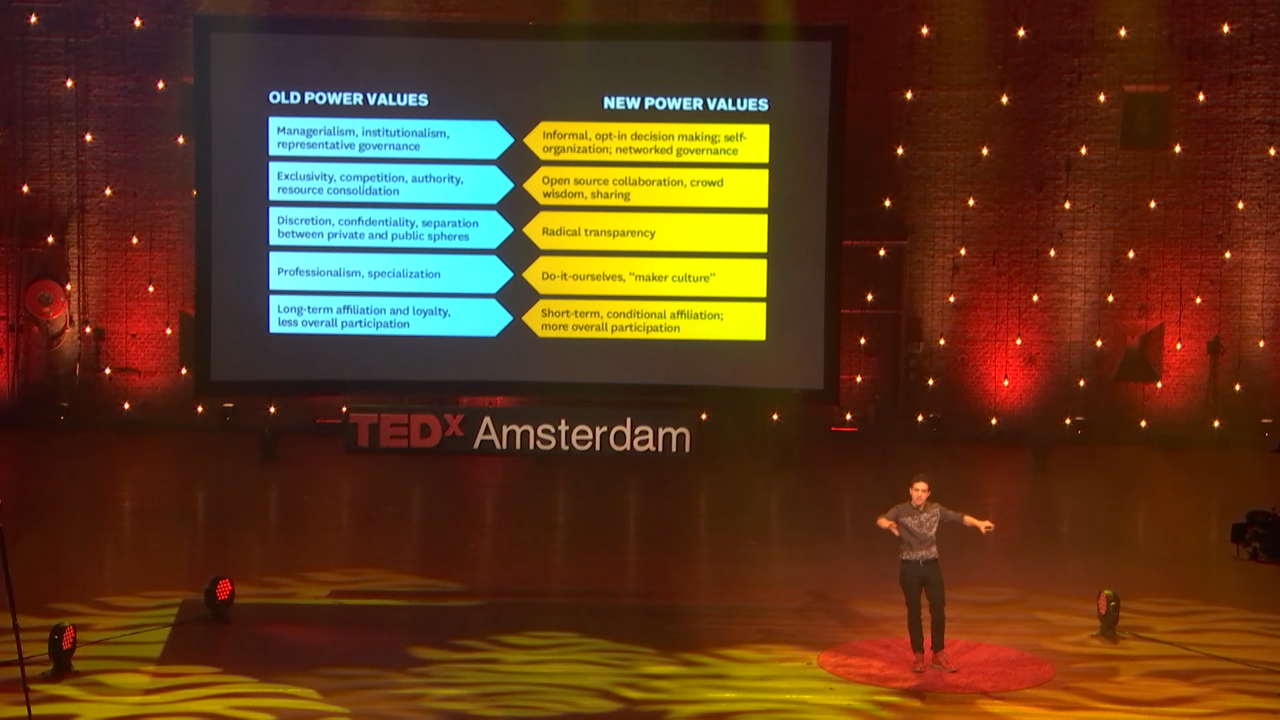 OLD POWER VALUES
Managerialism, institutionalism,
representative governance
Exclusivity, competition, authority,
resource consolidation
Discretion, confidentiality, separation
between private and public spheres
Professionalism, specialization
Long-term affiliation and loyalty,
less overall participation
NEW POWER VALUES
Informal, opt-in decision making; self-
organization; networked governance
Open source collaboration, crowd
wisdom, sharing
Radical transparency
Do-it-ourselves, "maker culture"
Short-term, conditional affiliation;
more overall participation
TEDx Amsterdam